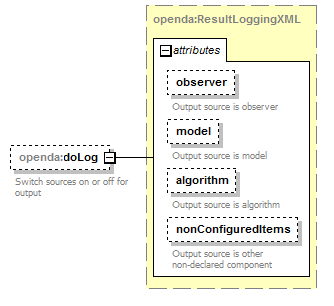 openda:ResultLoggingXML
attributes
observer
Output source is observer
model
Output source is model
openda:doLog
Switch sources on or off for
output
algorithm
Output source is algorithm
nonConfiguredItems
Output source is other
non-declared component